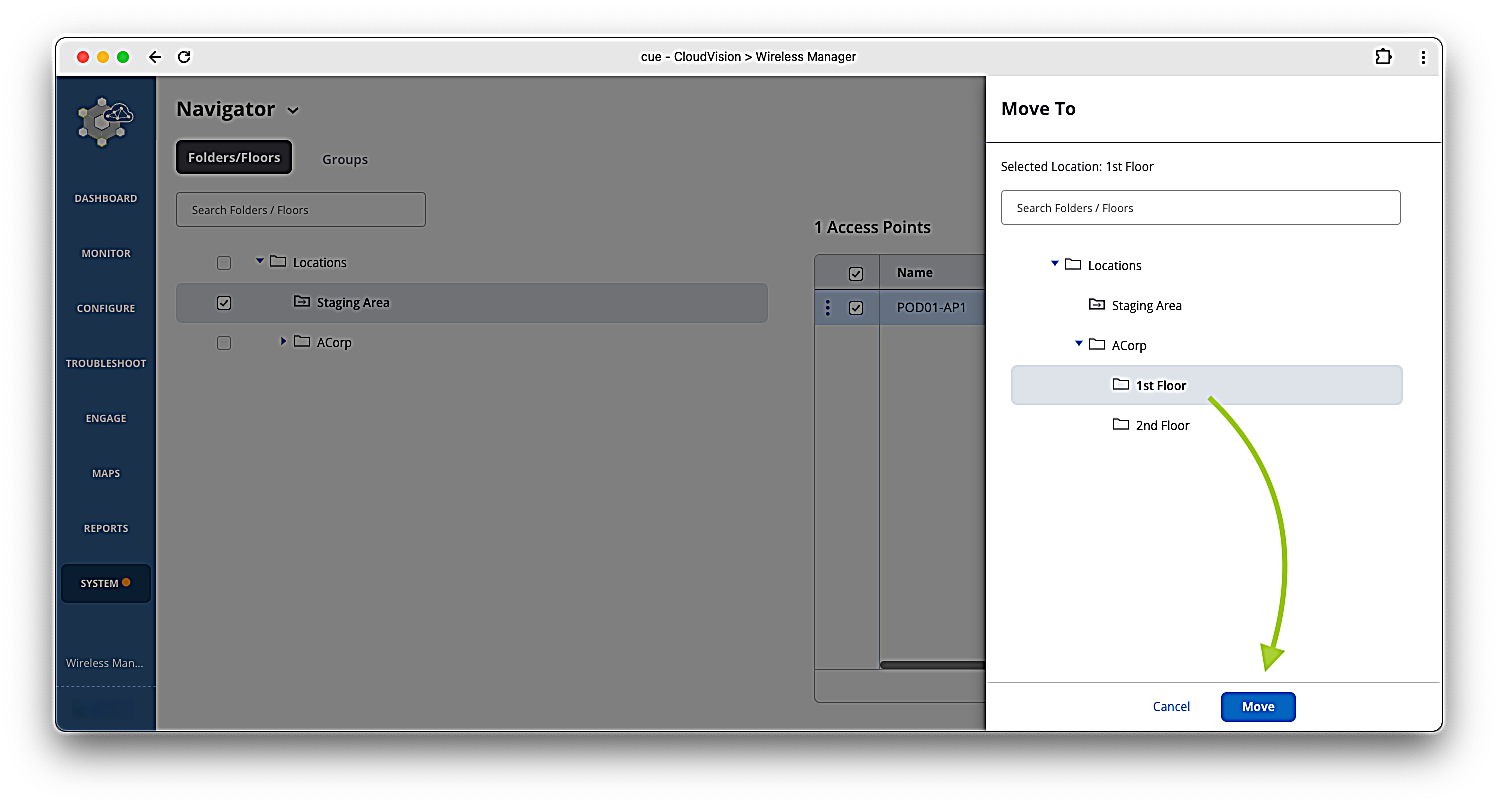 cue - CloudVision > Wireless Manager
DASHBOARD
MONITOR
CONFIGURE
TROUBLESHOOT
ENGAGE
MAPS
REPORTS
SYSTEM
Wireless Man...
Navigator
Folders/Floors
Groups
Search Folders / Floors
Locations
Staging Area
ACorp
1 Access Points
Name
POD01-AP1
Move To
Selected Location: 1st Floor
Search Folders / Floors
Locations
Staging Area
ACorp
1st Floor
2nd Floor
Cancel
Move